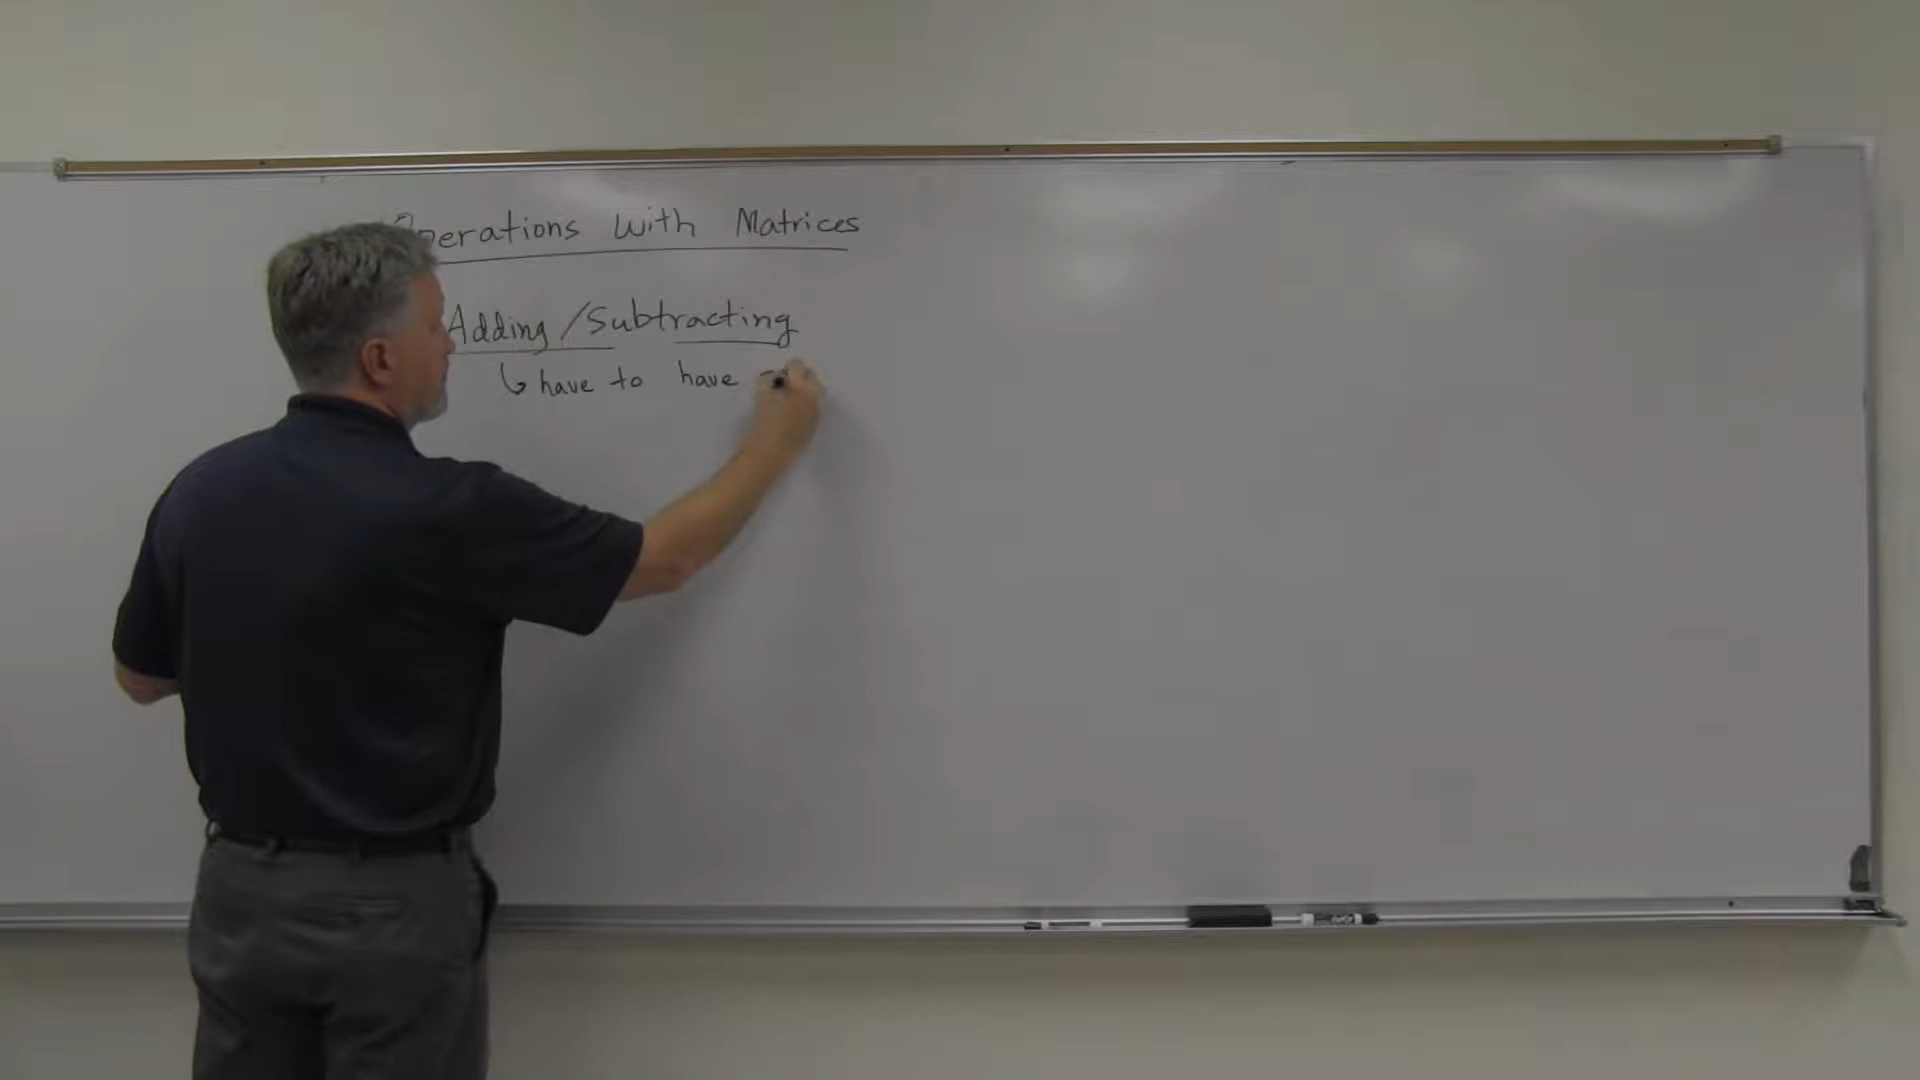 Operations with Matrices
Adding/Subtracting
↳ have to have